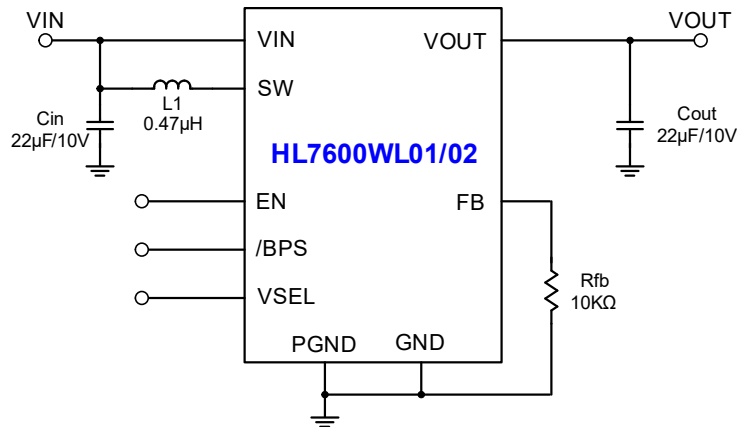 VIN
VOUT
VIN
VOUT
SW
L1
0.47µH
Cin
22µF/10V
Cout
22µF/10V
HL7600WL01/02
EN
FB
/BPS
Rfb
10KΩ
VSEL
PGND
GND